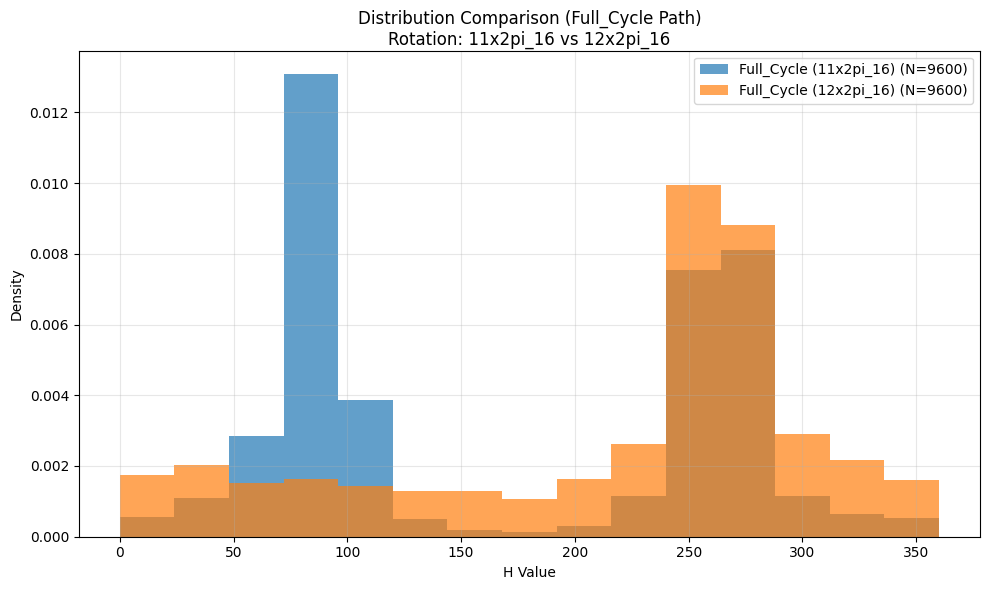 Distribution Comparison (Full_Cycle Path)
Rotation: 11x2pi_16 vs 12x2pi_16
Full_Cycle (11x2pi_16) (N=9600)
Full_Cycle (12x2pi_16) (N=9600)
Density
0.012
0.010
0.008
0.006
0.004
0.002
0.000
0 50 100 150 200 250 300 350
H Value